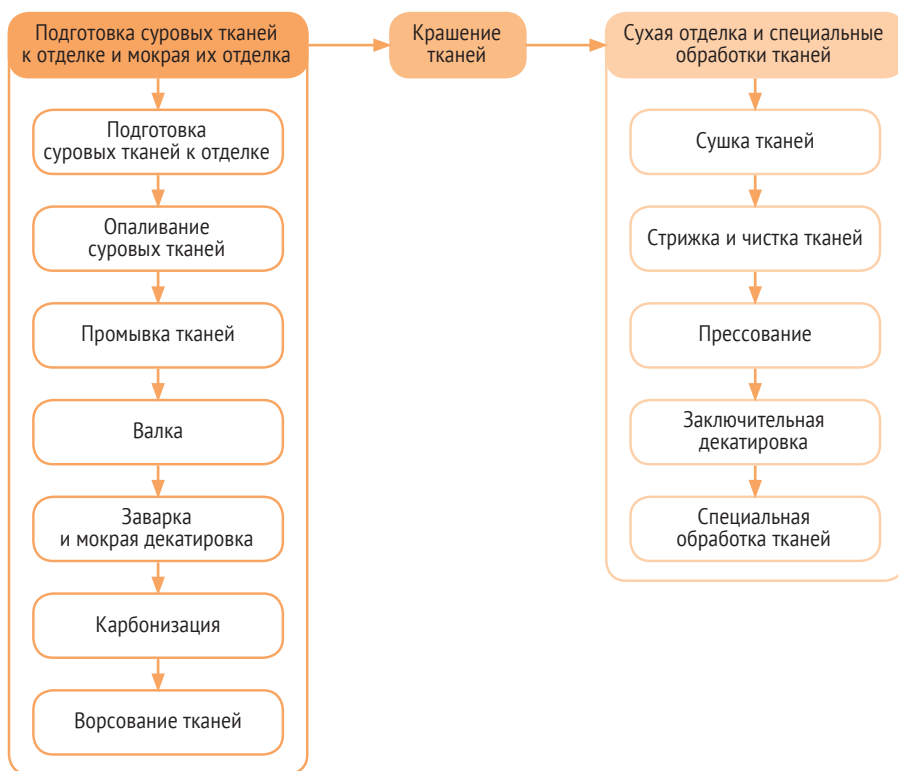 Подготовка суровых тканей
к отделке и мокрая их отделка
Крашение
тканей
Сухая отделка и специальные
обработки тканей
Подготовка
суровых тканей к отделке
Опаливание
суровых тканей
Промывка тканей
Валка
Заварка
и мокрая декатировка
Карбонизация
Ворсование тканей
Сушка тканей
Стрижка и чистка тканей
Прессование
Заключительная
декатировка
Специальная
обработка тканей